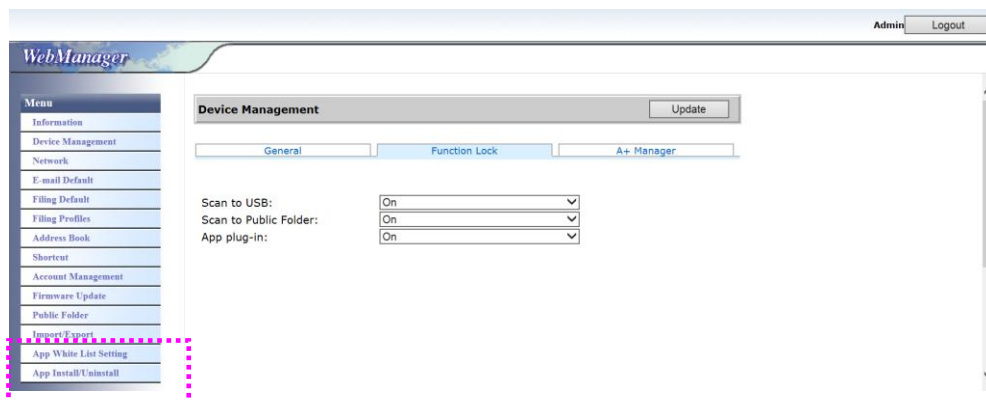 Admin Logout
WebManager
Menu
Information
Device Management
Network
E-mail Default
Filing Default
Filing Profiles
Address Book
Shortcut
Account Management
Firmware Update
Public Folder
Import/Export
App White List Setting
App Install/Uninstall
Device Management Update
General Function Lock A+ Manager
Scan to USB: On
Scan to Public Folder: On
App plug-in: On